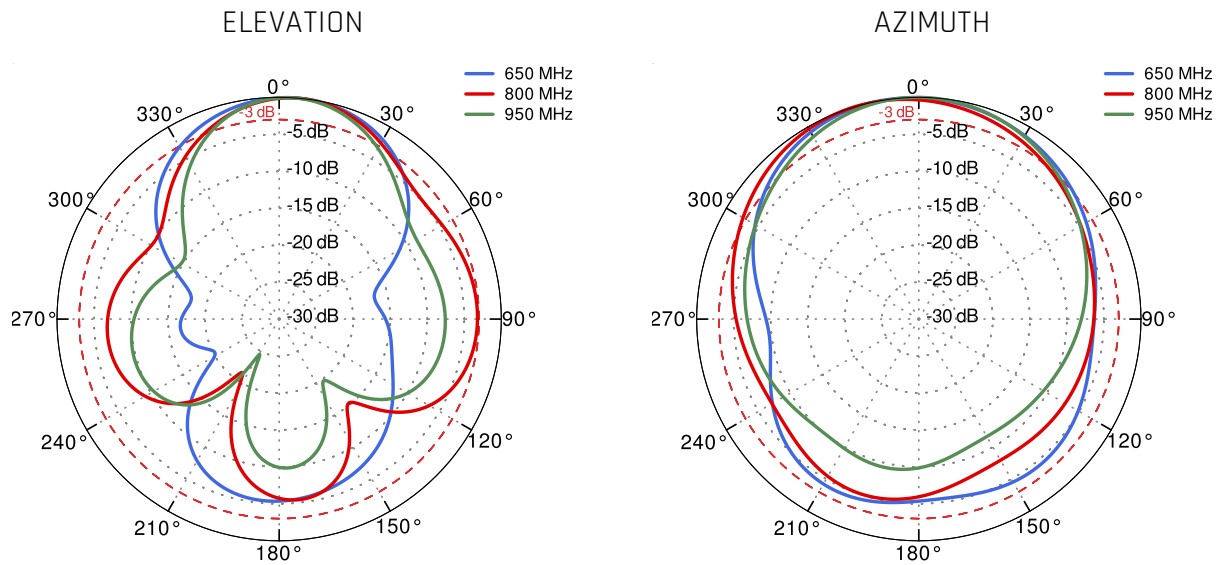 ELEVATION
650 MHz
800 MHz
950 MHz
0°
30°
60°
90°
120°
150°
180°
210°
240°
270°
300°
330°
-3 dB
-5 dB
-10 dB
-15 dB
-20 dB
-25 dB
-30 dB
AZIMUTH
650 MHz
800 MHz
950 MHz
0°
30°
60°
90°
120°
150°
180°
210°
240°
270°
300°
330°
-3 dB
-5 dB
-10 dB
-15 dB
-20 dB
-25 dB
-30 dB